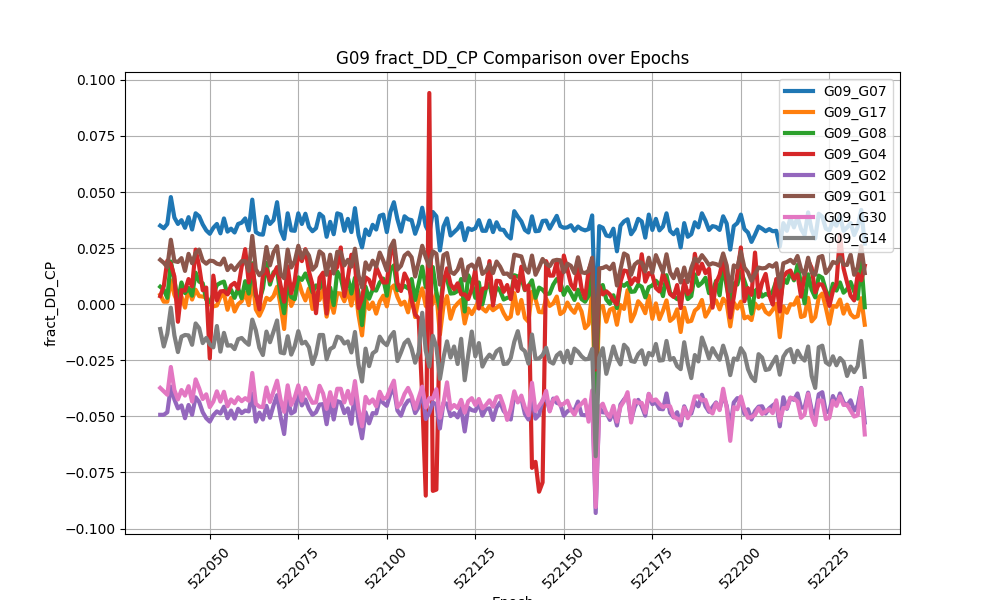 G09 fract_DD_CP Comparison over Epochs
fract_DD_CP
0.100
0.075
0.050
0.025
0.000
−0.025
−0.050
−0.075
−0.100
G09_G07
G09_G17
G09_G08
G09_G04
G09_G02
G09_G01
G09_G30
G09_G14
522050
522075
522100
522125
522150
522175
522200
522225
Epoch